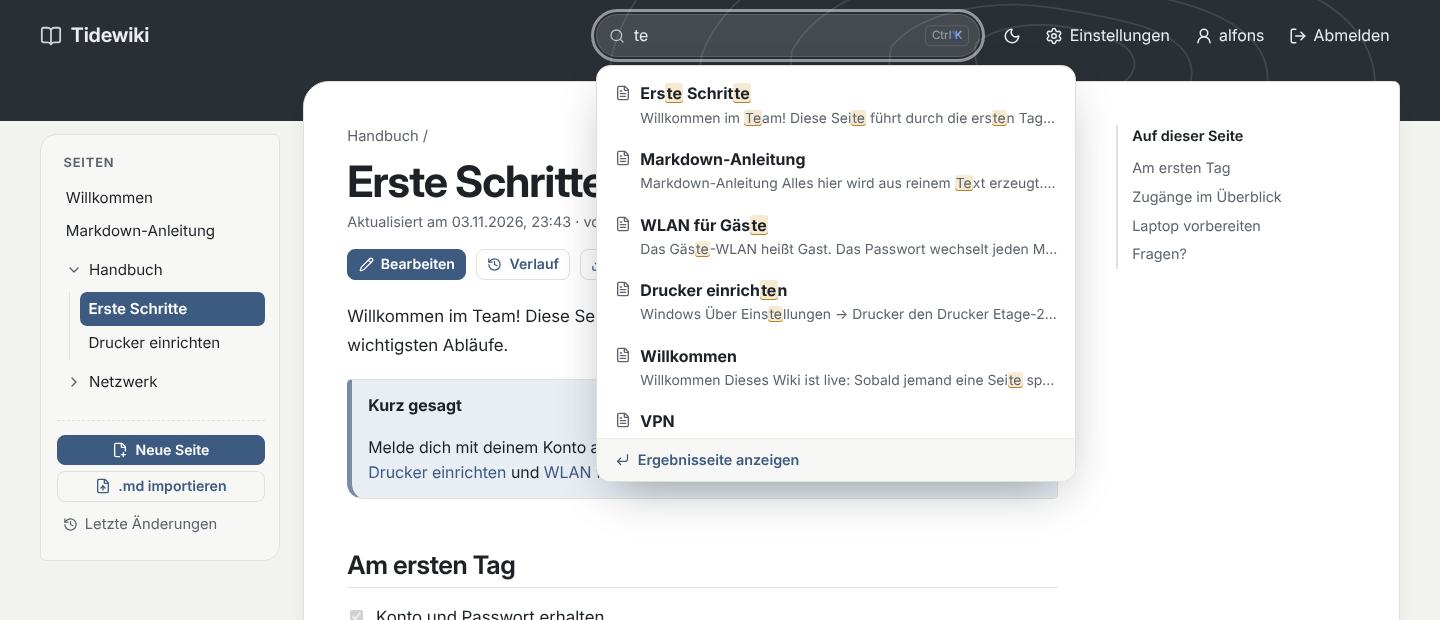 Tidewiki
te
Ctrl K
Einstellungen
alfons
Abmelden
SEITEN
Willkommen
Markdown-Anleitung
Handbuch
Erste Schritte
Drucker einrichten
Netzwerk
Neue Seite
.md importieren
Letzte Änderungen
Handbuch /
Erste Schritte
Aktualisiert am 03.11.2026, 23:43 ·
Bearbeiten
Verlauf
Willkommen im Team! Diese
wichtigsten Abläufe.
Kurz gesagt
Melde dich mit deinem Konto
Drucker einrichten und WLAN
Am ersten Tag
Konto und Passwort erhalten
Erste Schritte
Willkommen im Team! Diese Seite führt durch die ersten Tag...
Markdown-Anleitung
Markdown-Anleitung Alles hier wird aus reinem Text erzeugt....
WLAN für Gäste
Das Gäste-WLAN heißt Gast. Das Passwort wechselt jeden M...
Drucker einrichten
Windows Über Einstellungen → Drucker den Drucker Etage-2...
Willkommen
Willkommen Dieses Wiki ist live: Sobald jemand eine Seite sp...
VPN
Ergebnisseite anzeigen
Auf dieser Seite
Am ersten Tag
Zugänge im Überblick
Laptop vorbereiten
Fragen?